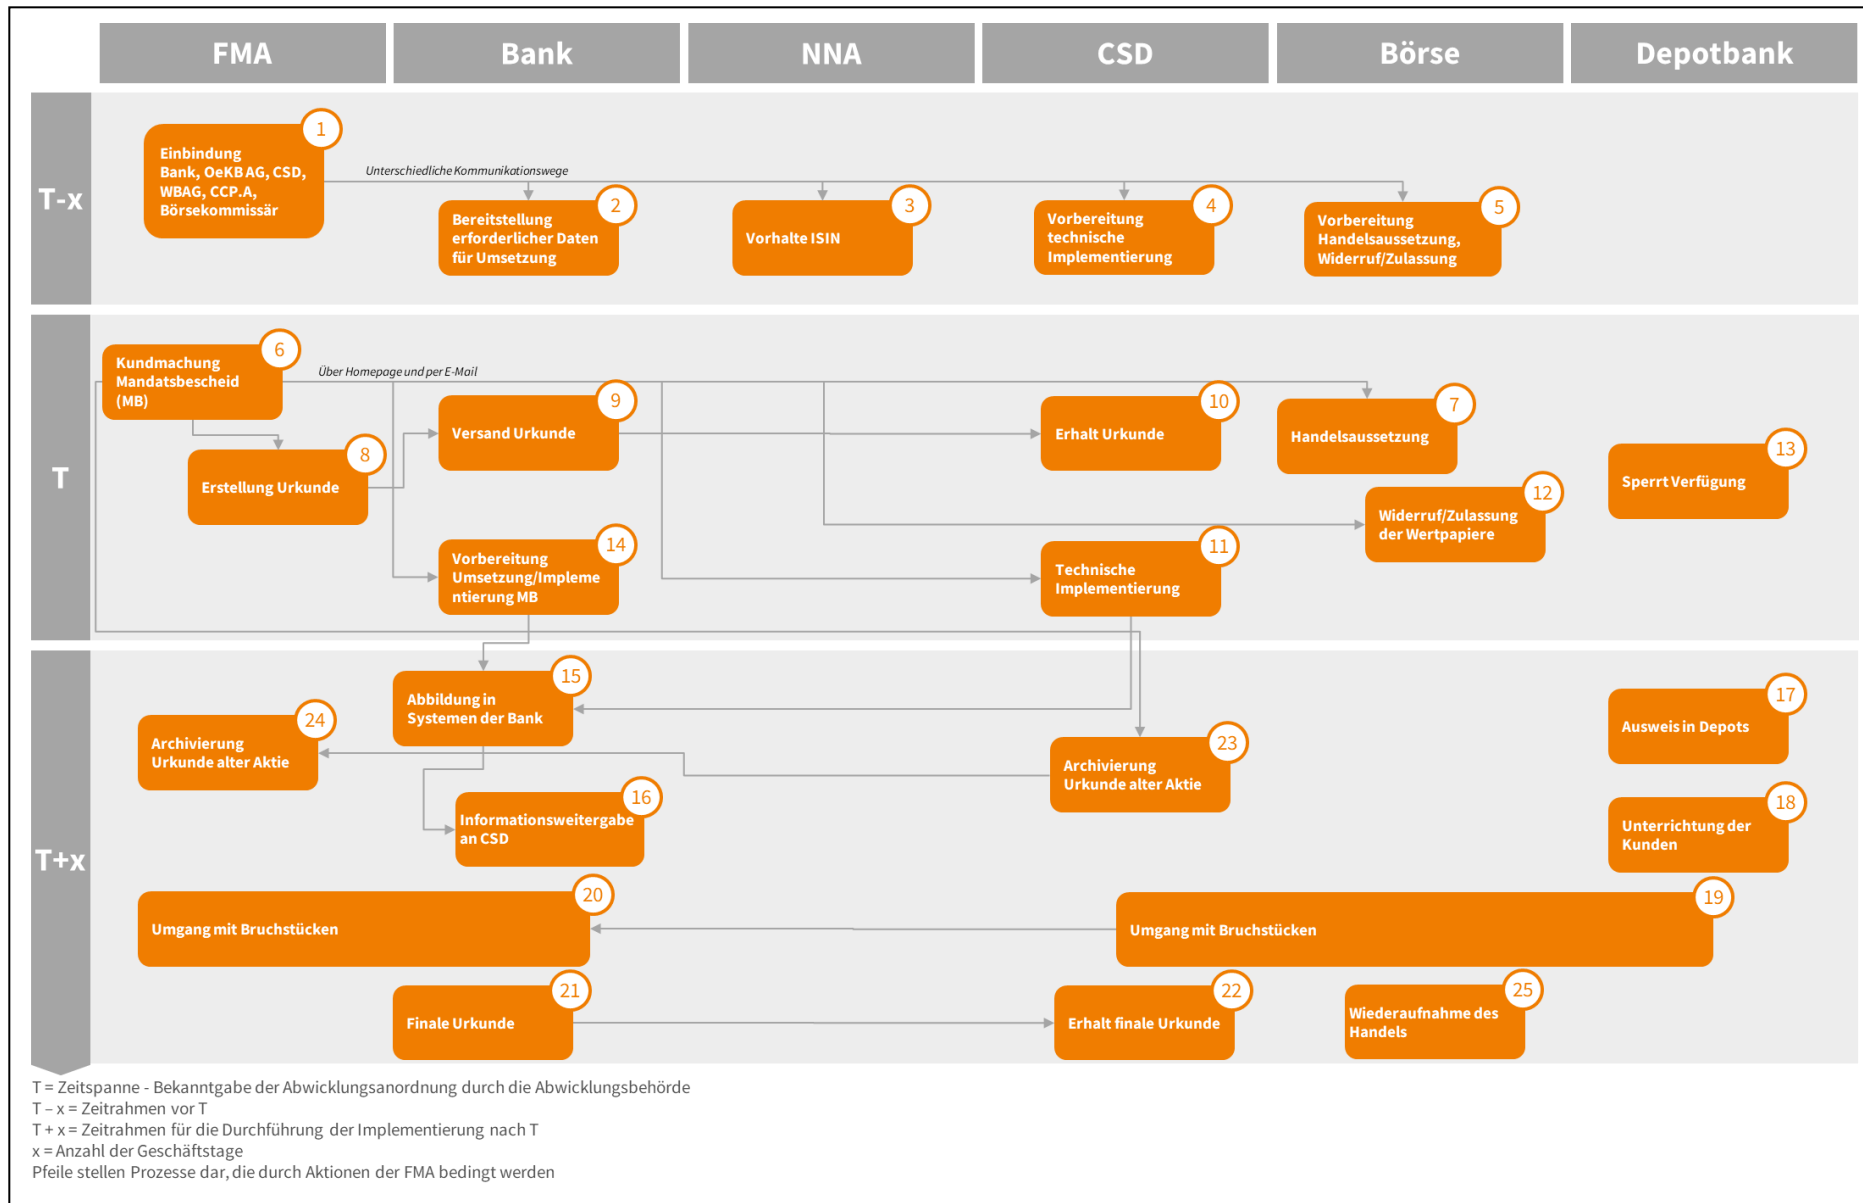 FMA
Bank
NNA
CSD
Börse
Depotbank
T-x
1
Einbindung
Bank, OeKB AG, CSD,
WBAG, CCP.A,
Börsekommissär
Unterschiedliche Kommunikationswege
2
Bereitstellung
erforderlicher Daten
für Umsetzung
3
Vorhalte ISIN
4
Vorbereitung
technische
Implementierung
5
Vorbereitung
Handelsaussetzung,
Widerruf/Zulassung
T
6
Kundmachung
Mandatsbescheid
(MB)
Über Homepage und per E-Mail
8
Erstellung Urkunde
9
Versand Urkunde
10
Erhalt Urkunde
7
Handelsaussetzung
13
Sperrt Verfügung
12
Widerruf/Zulassung
der Wertpapiere
14
Vorbereitung
Umsetzung/Impleme
ntierung MB
11
Technische
Implementierung
T+x
15
Abbildung in
Systemen der Bank
24
Archivierung
Urkunde alter Aktie
23
Archivierung
Urkunde alter Aktie
17
Ausweis in Depots
16
Informationsweitergabe
an CSD
18
Unterrichtung der
Kunden
20
Umgang mit Bruchstücken
19
Umgang mit Bruchstücken
21
Finale Urkunde
22
Erhalt finale Urkunde
25
Wiederaufnahme des
Handels
T = Zeitspanne - Bekanntgabe der Abwicklungsanordnung durch die Abwicklungsbehörde
T – x = Zeitrahmen vor T
T + x = Zeitrahmen für die Durchführung der Implementierung nach T
x = Anzahl der Geschäftstage
Pfeile stellen Prozesse dar, die durch Aktionen der FMA bedingt werden